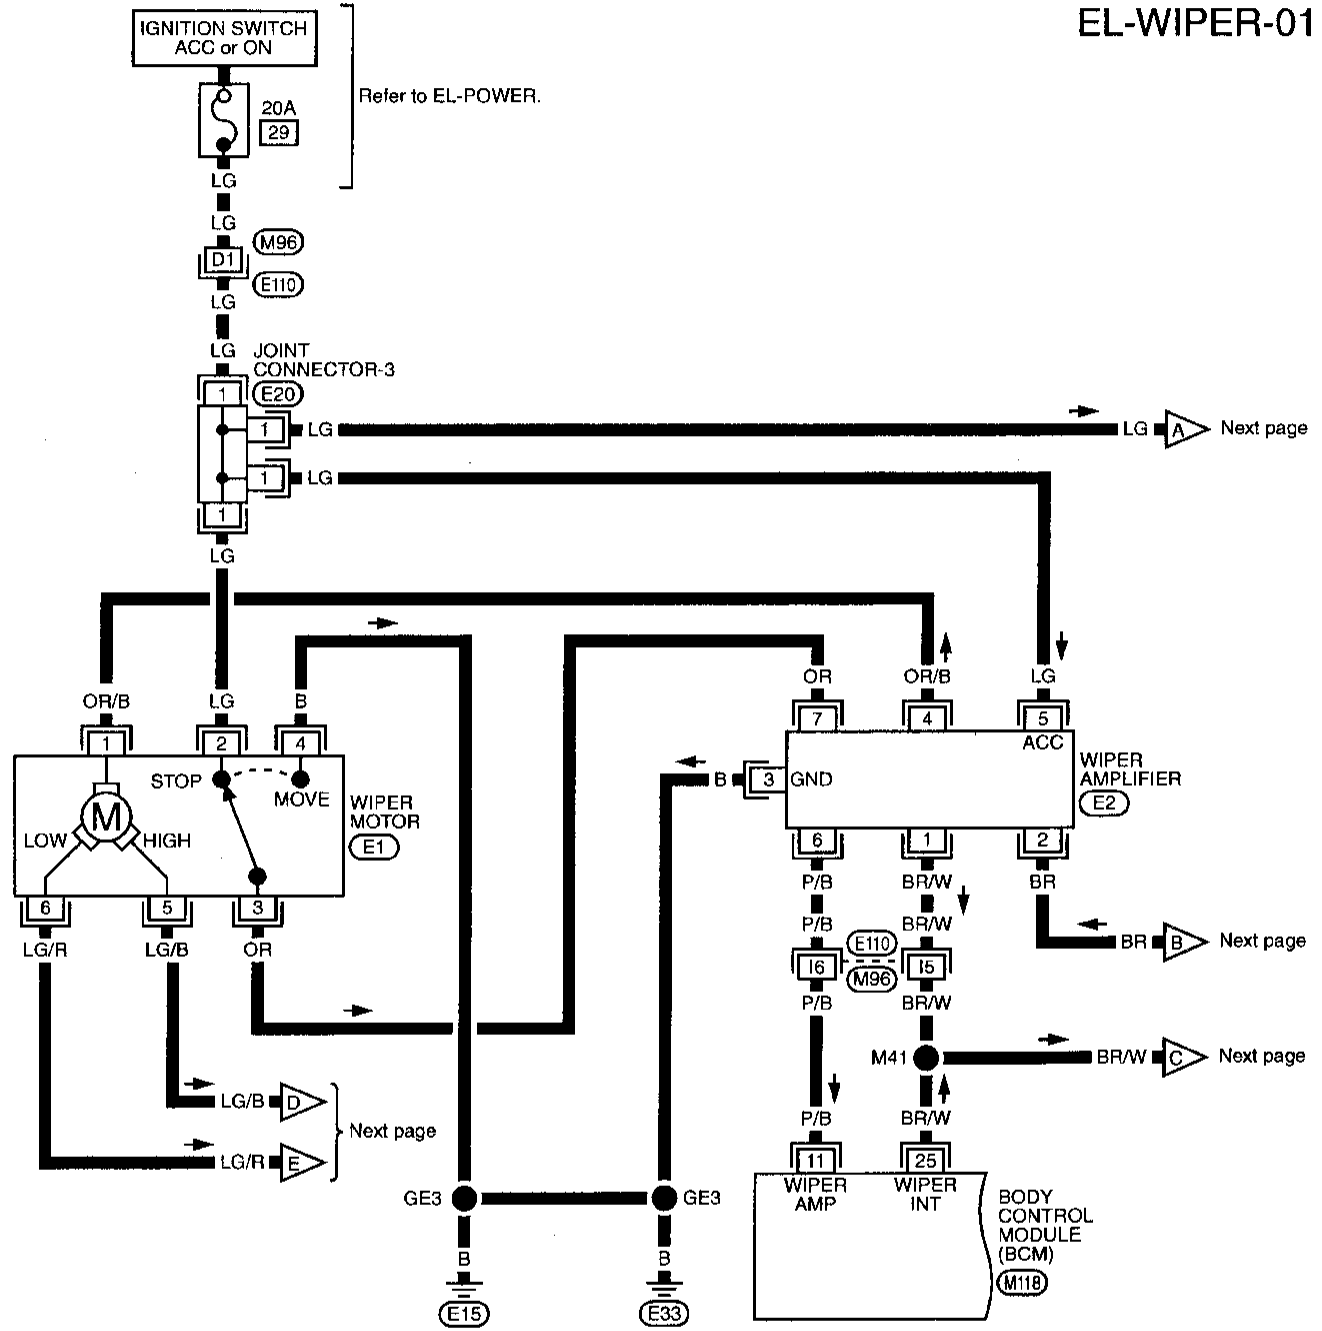 EL-WIPER-01
IGNITION SWITCH
ACC or ON
Refer to EL-POWER.
20A
29
LG
LG
M96
D1
E110
LG
LG
JOINT
CONNECTOR-3
1
E20
1
LG
LG
A
Next page
1
LG
1
LG
OR/B
LG
B
OR
OR/B
LG
1
2
4
7
4
5
ACC
STOP
MOVE
M
LOW
HIGH
WIPER
MOTOR
E1
B
3
GND
WIPER
AMPLIFIER
E2
6
1
2
6
5
3
P/B
BR/W
BR
LG/R
LG/B
OR
P/B
BR/W
BR
B
Next page
E110
I6
I5
M96
P/B
BR/W
M41
BR/W
C
Next page
LG/B
D
Next page
LG/R
E
P/B
BR/W
11
25
WIPER
AMP
WIPER
INT
BODY
CONTROL
MODULE
(BCM)
M118
GE3
GE3
B
B
E15
E33